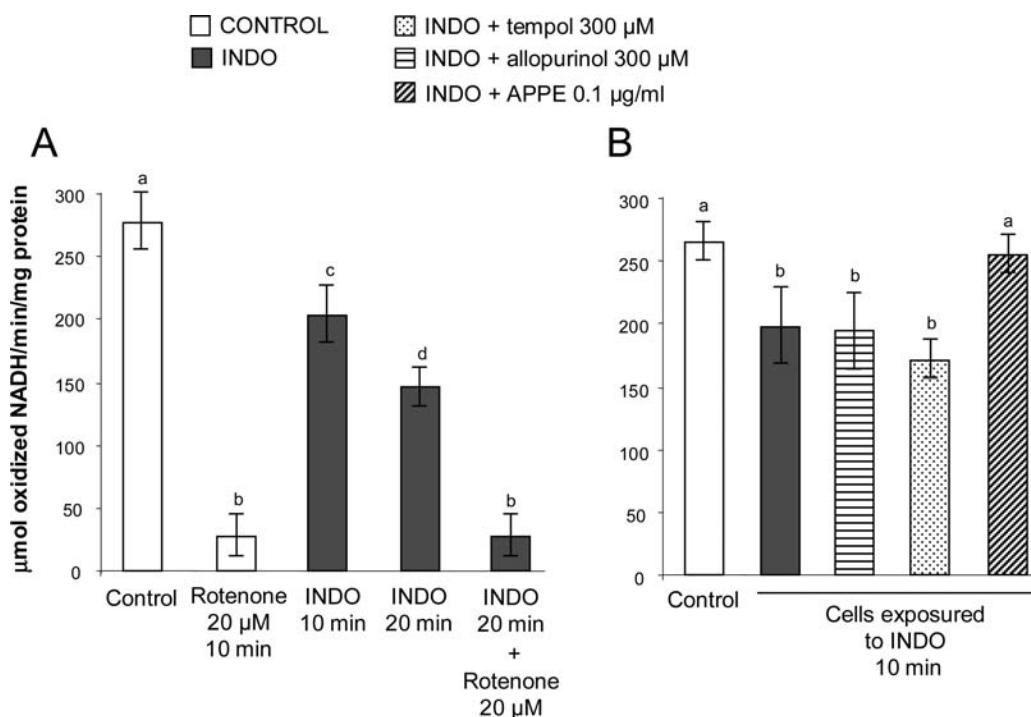 CONTROL
INDO
INDO + tempol 300 µM
INDO + allopurinol 300 µM
INDO + APPE 0.1 µg/ml
A
µmol oxidized NADH/min/mg protein
300
250
200
150
100
50
0
a
b
c
d
b
Control
Rotenone
20 µM
10 min
INDO
10 min
INDO
20 min
INDO
20 min
+
Rotenone
20 µM
B
300
250
200
150
100
50
0
a
b
b
b
a
Control
Cells exposured
to INDO
10 min